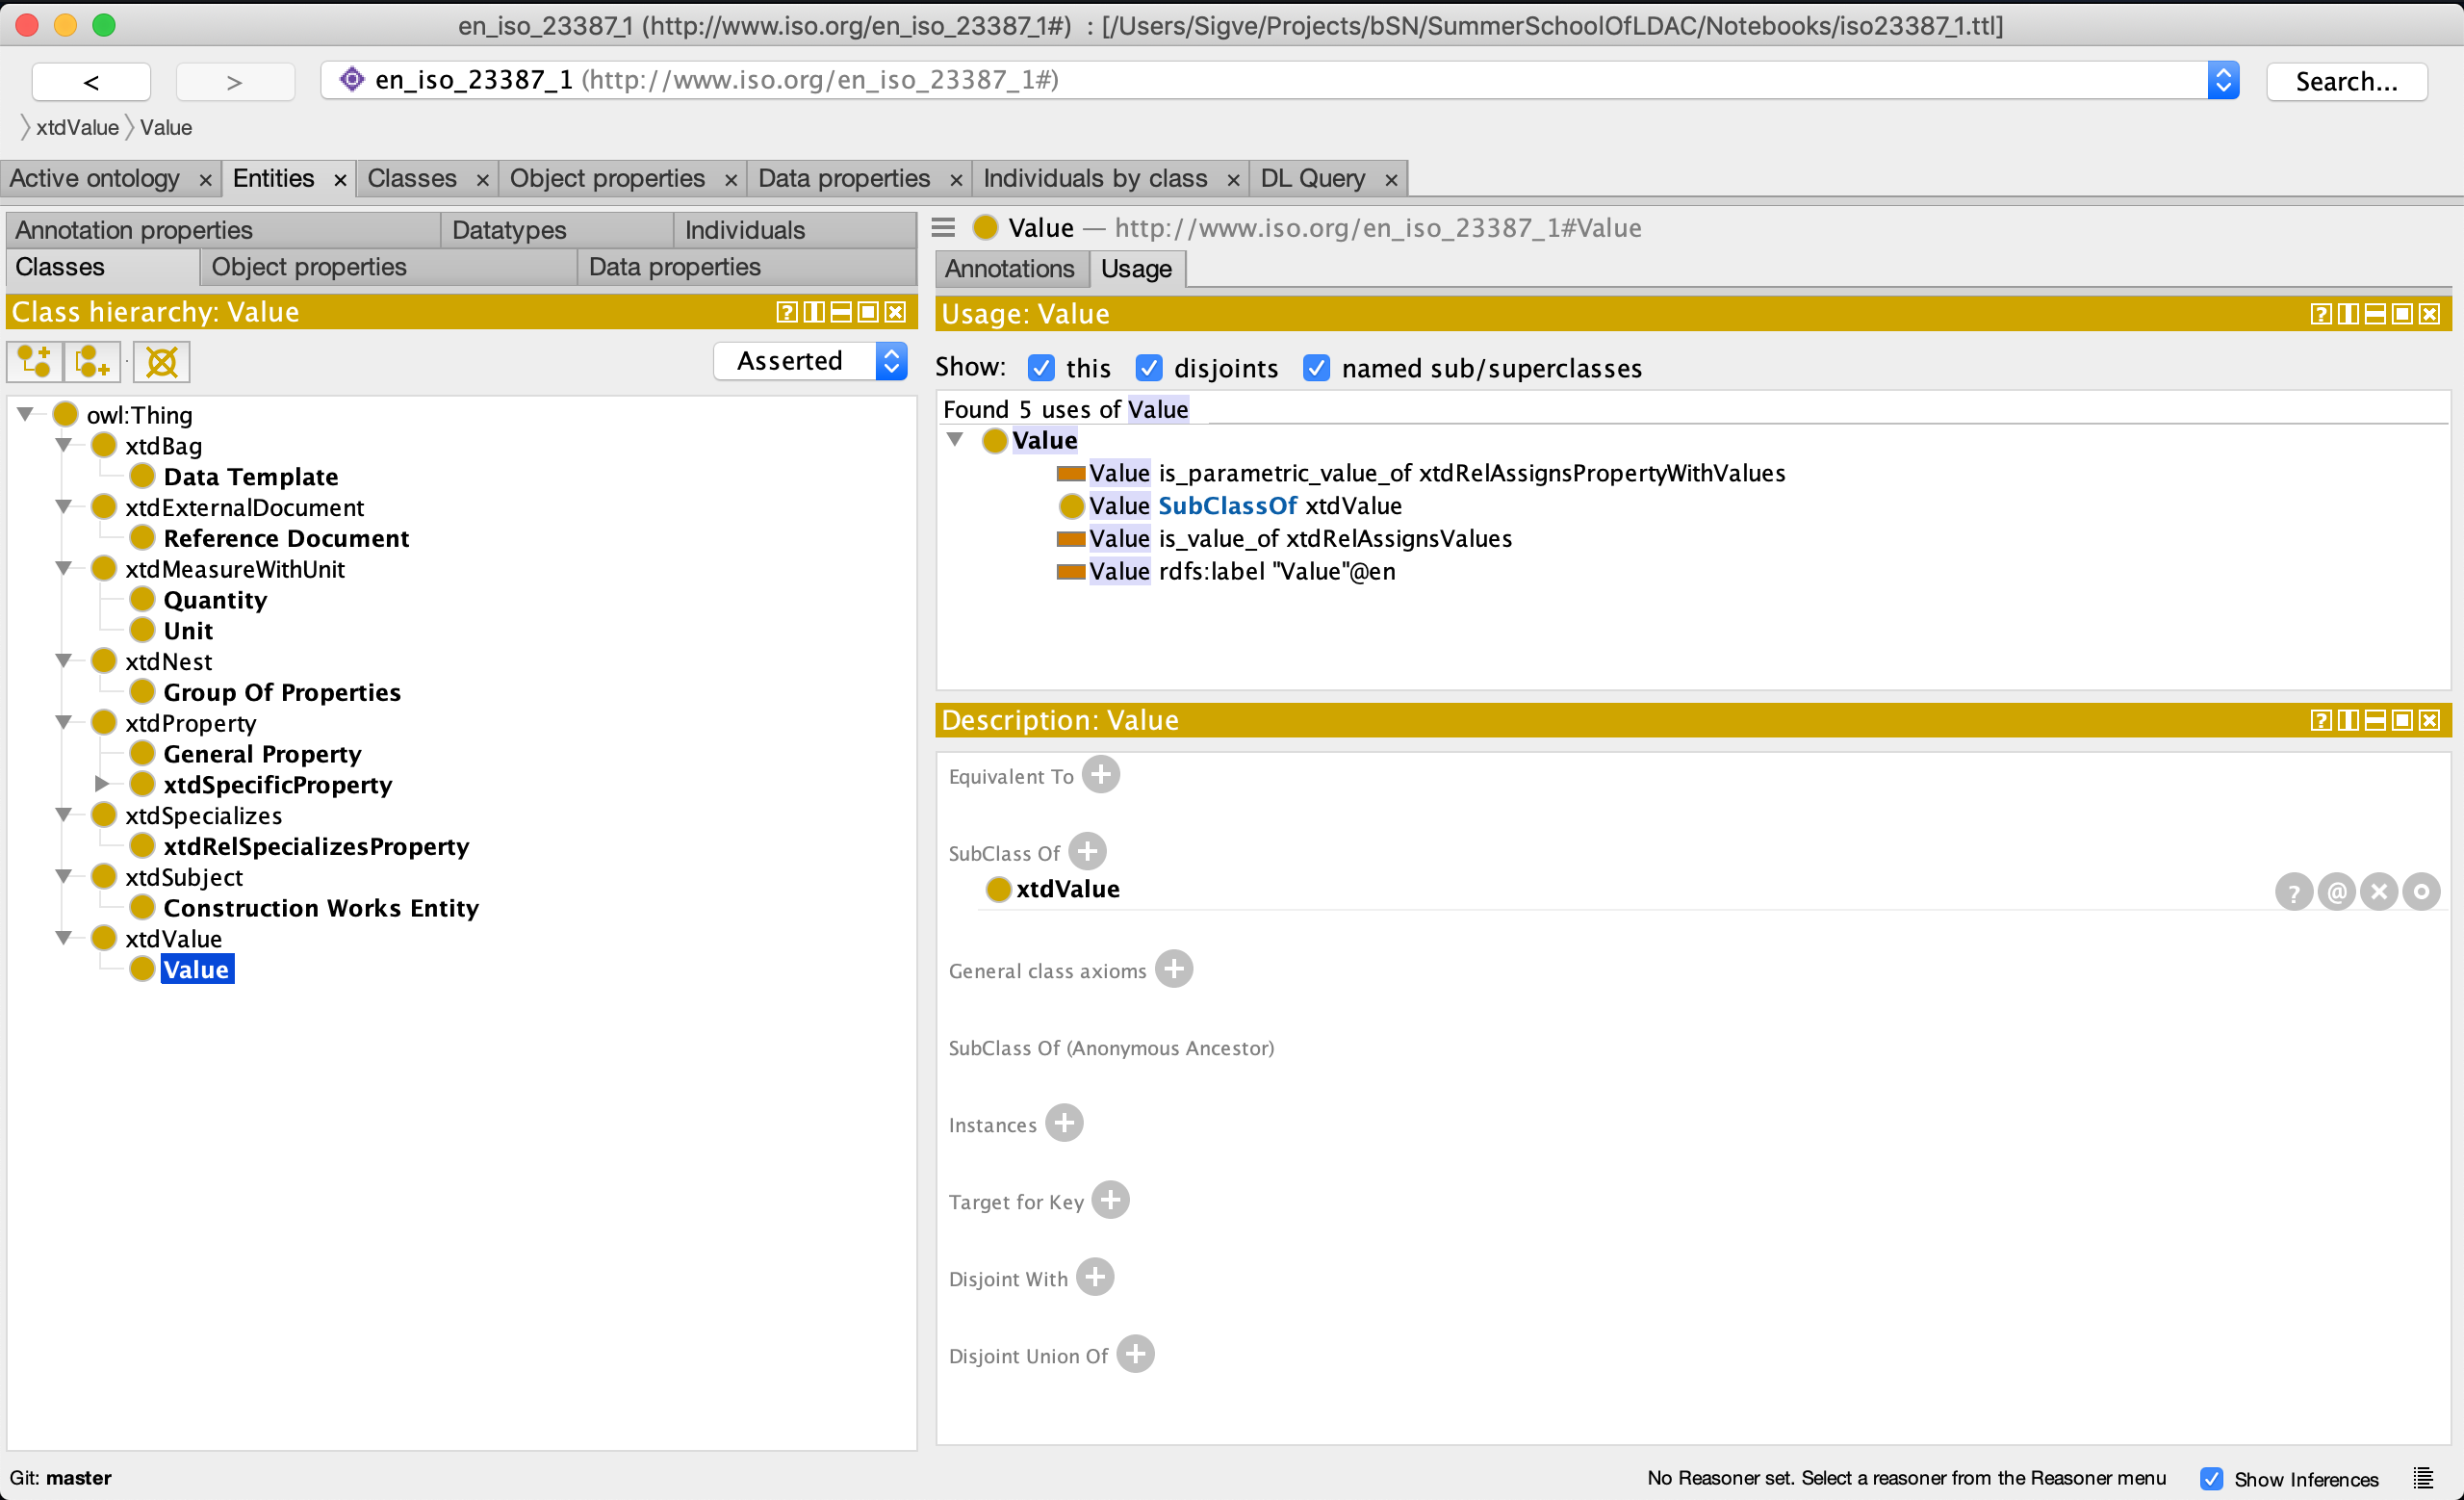 en_iso_23387_1 (http://www.iso.org/en_iso_23387_1#) : [/Users/Sigve/Projects/bSN/SummerSchoolOfLDAC/Notebooks/iso23387_1.ttl]
< > en_iso_23387_1 (http://www.iso.org/en_iso_23387_1#) Search...
xtdValue Value
Active ontology × Entities × Classes × Object properties × Data properties × Individuals by class × DL Query ×
Annotation properties Datatypes Individuals
Classes Object properties Data properties
Class hierarchy: Value
Asserted
owl:Thing
xtdBag
Data Template
xtdExternalDocument
Reference Document
xtdMeasureWithUnit
Quantity
Unit
xtdNest
Group Of Properties
xtdProperty
General Property
xtdSpecificProperty
xtdSpecializes
xtdRelSpecializesProperty
xtdSubject
Construction Works Entity
xtdValue
Value
Value — http://www.iso.org/en_iso_23387_1#Value
Annotations Usage
Usage: Value
Show: this disjoints named sub/superclasses
Found 5 uses of Value
Value
Value is_parametric_value_of xtdRelAssignsPropertyWithValues
Value SubClassOf xtdValue
Value is_value_of xtdRelAssignsValues
Value rdfs:label "Value"@en
Description: Value
Equivalent To
SubClass Of
xtdValue
General class axioms
SubClass Of (Anonymous Ancestor)
Instances
Target for Key
Disjoint With
Disjoint Union Of
Git: master
No Reasoner set. Select a reasoner from the Reasoner menu Show Inferences